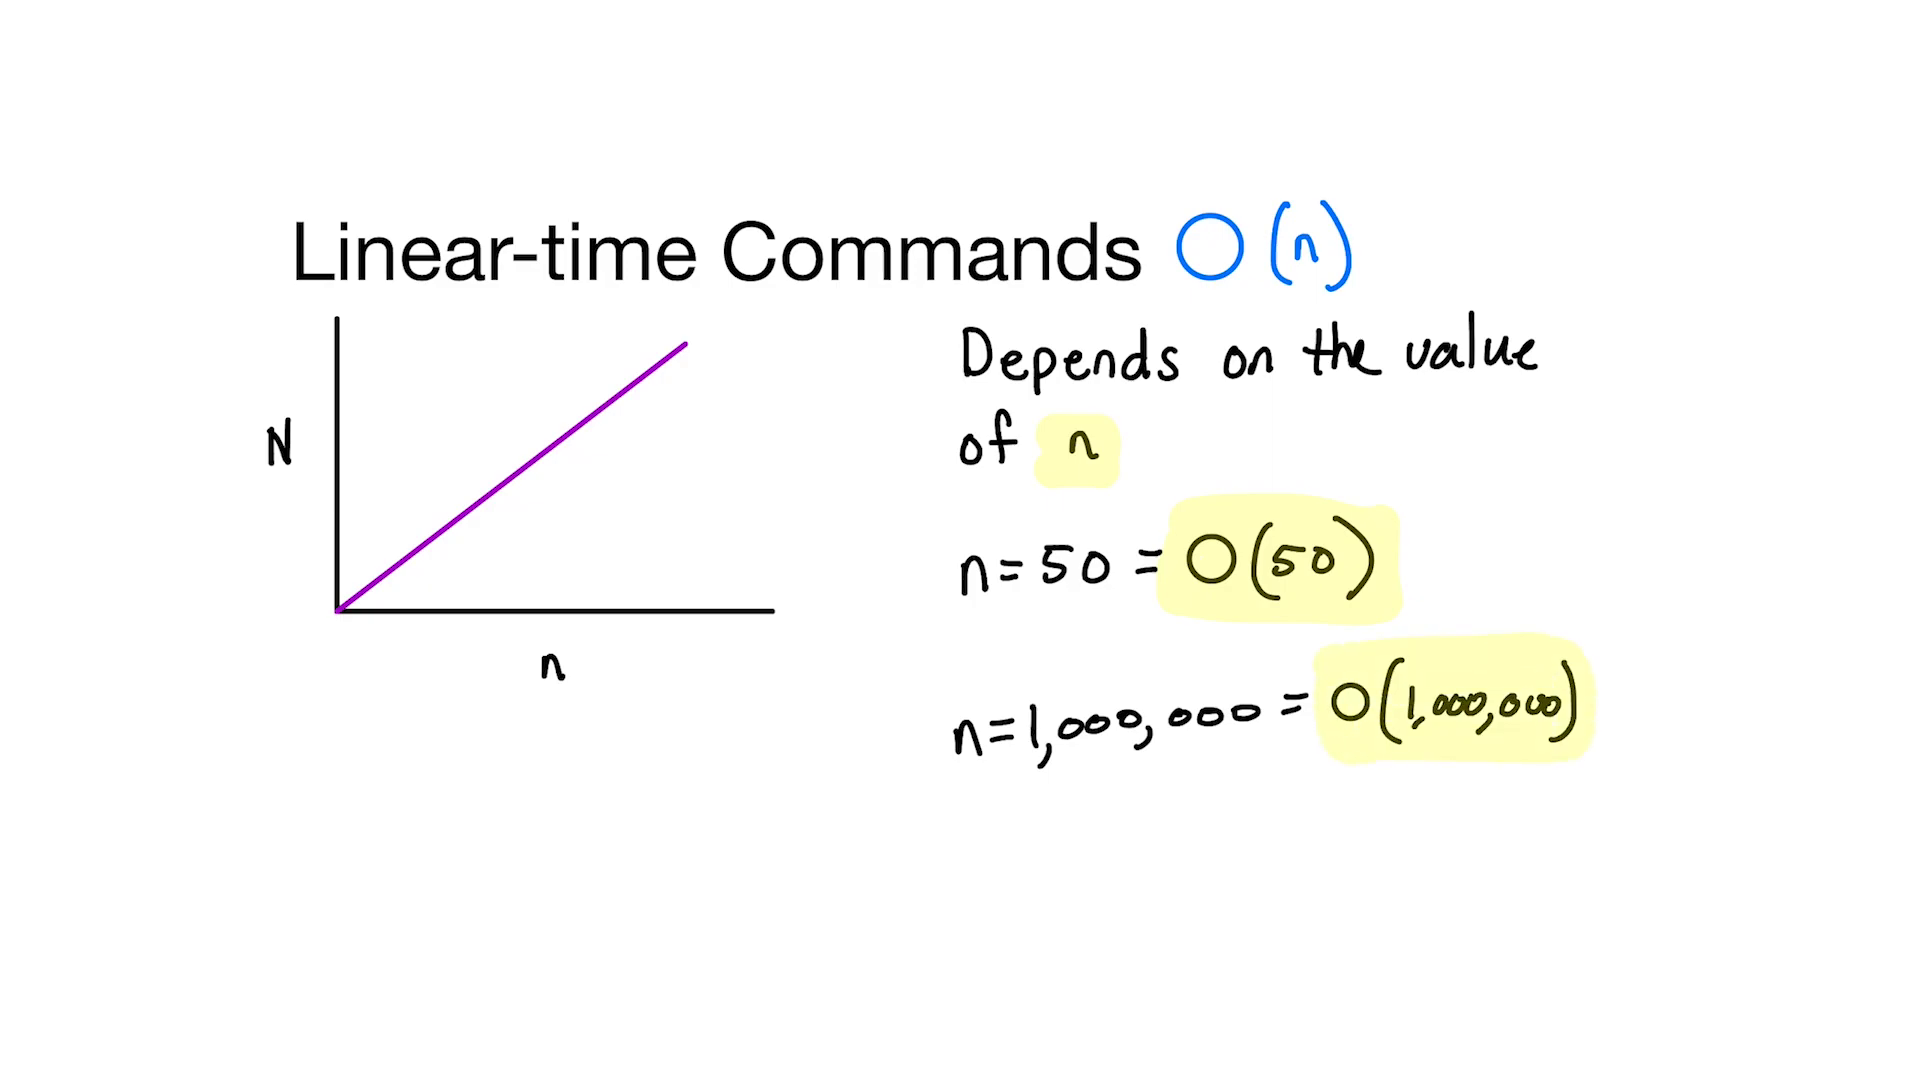 Linear-time Commands O(n)
N
n
Depends on the value
of n
n=50 = O(50)
n=1,000,000 = O(1,000,000)